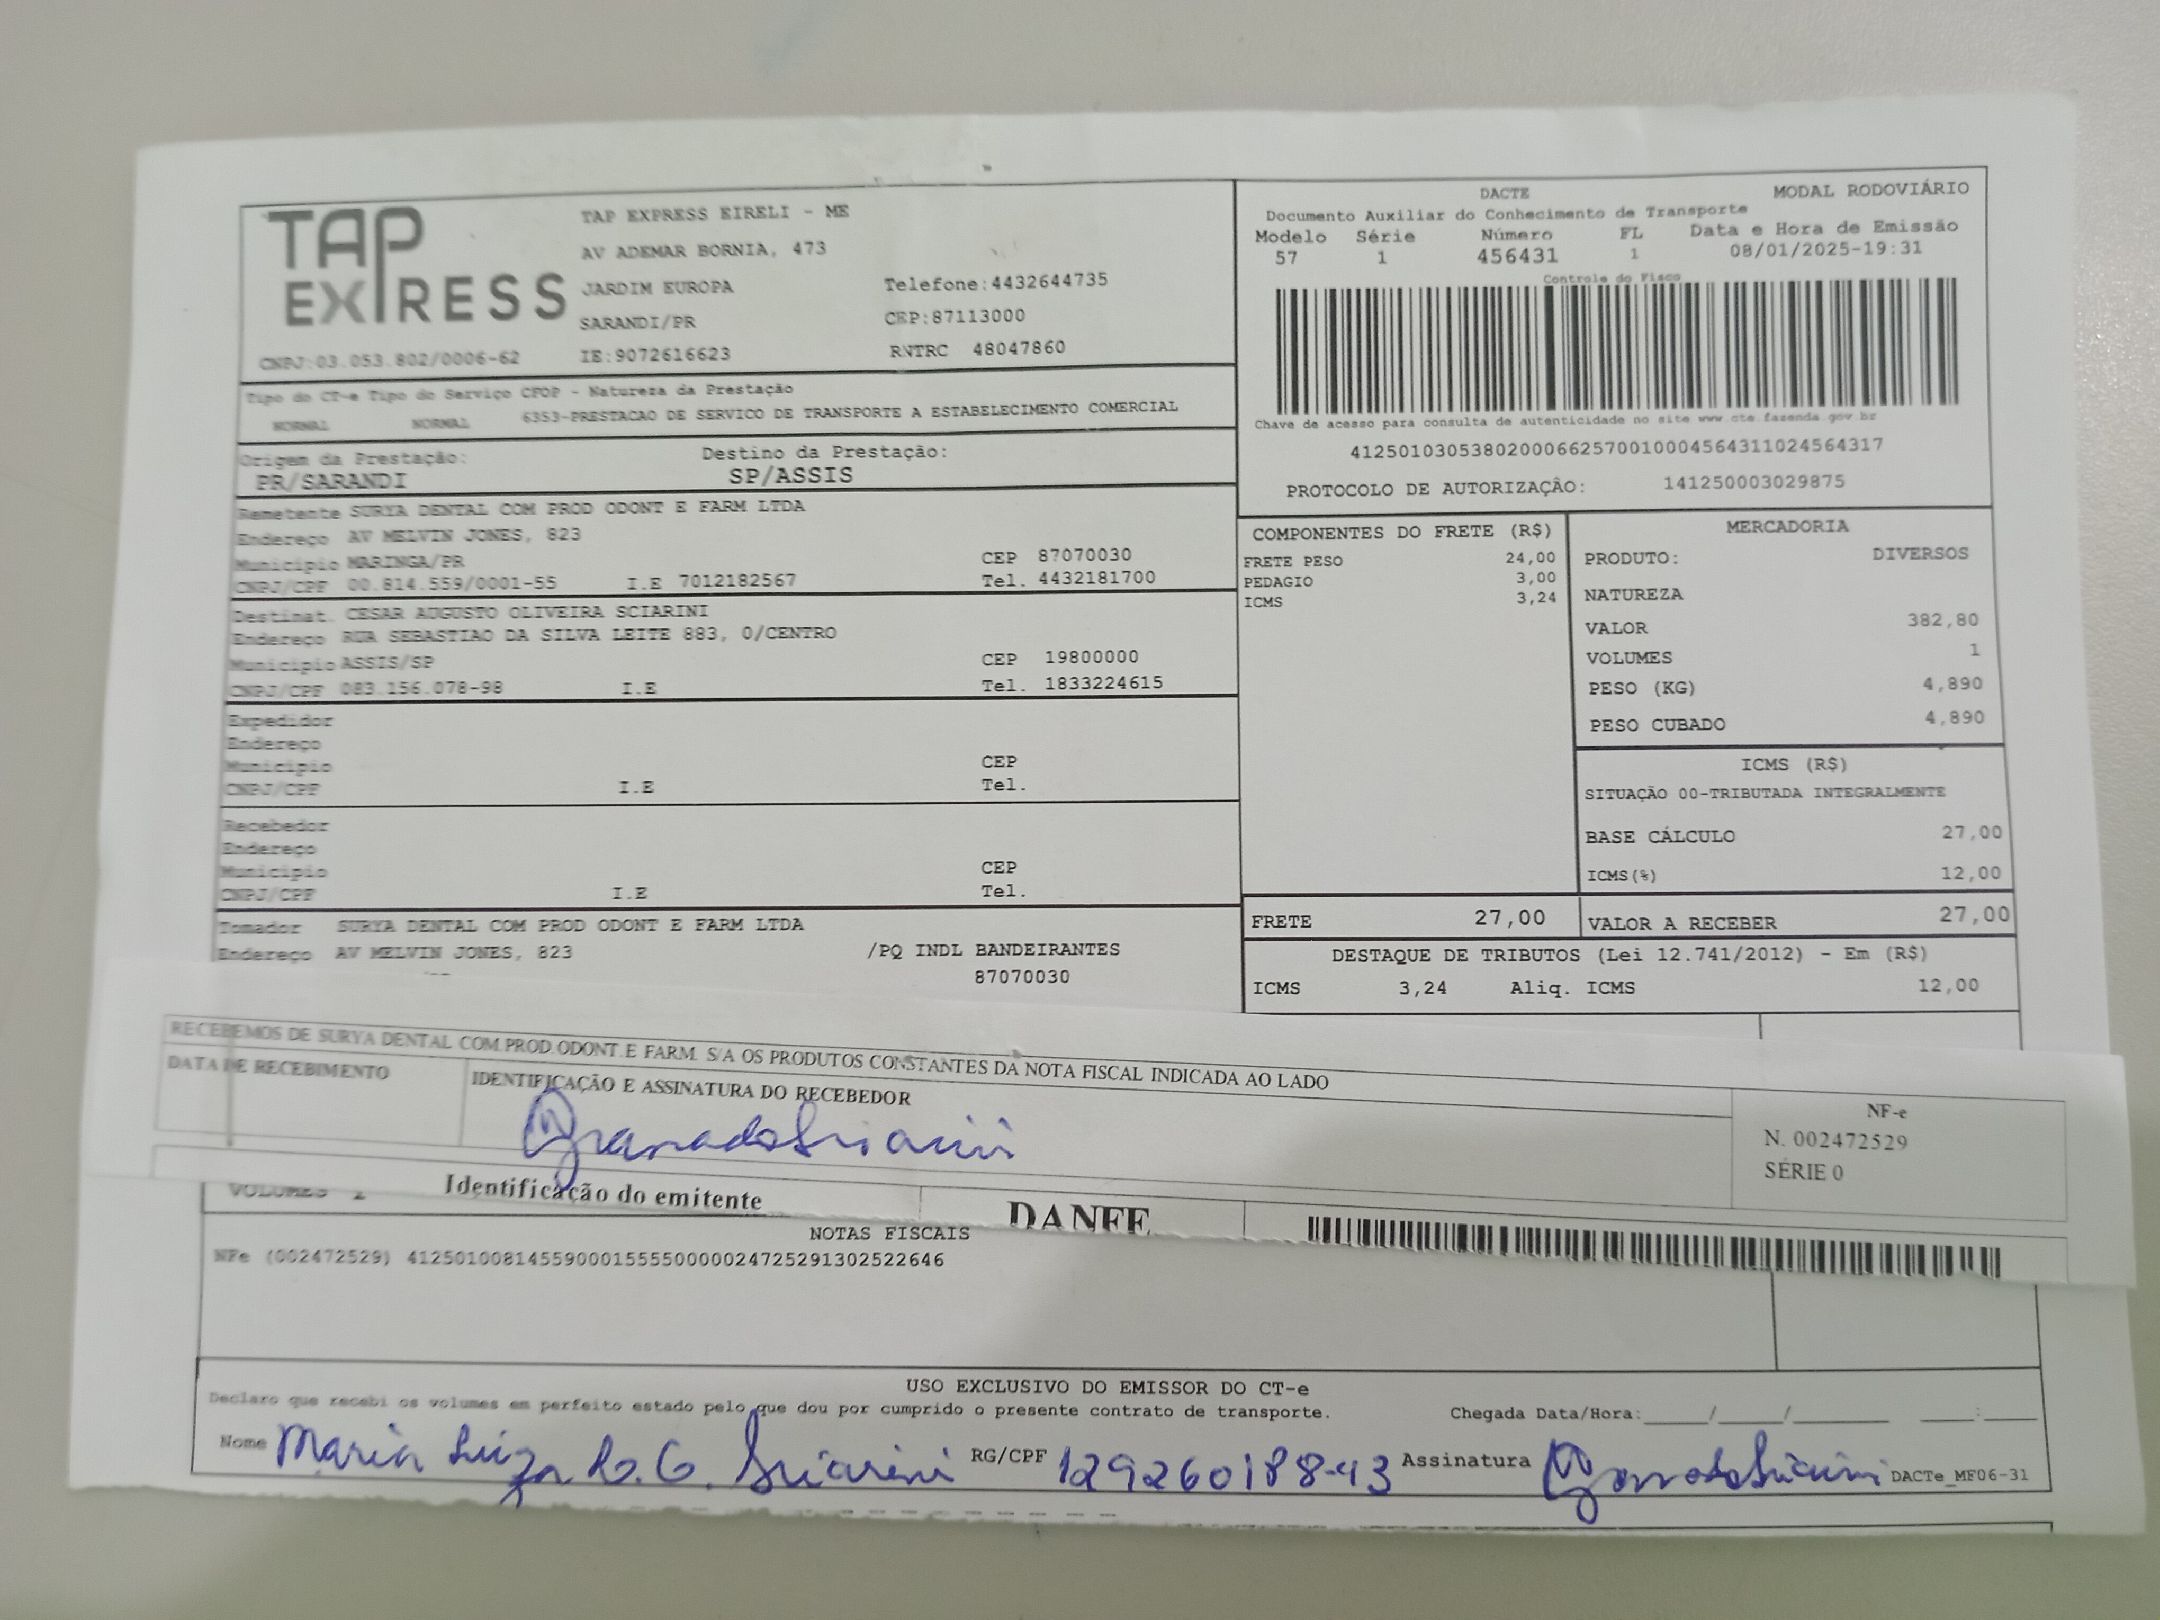 TAP EXPRESS
TAP EXPRESS EIRELI - ME
AV ADEMAR BORNIA, 473
JARDIM EUROPA Telefone:4432644735
SARANDI/PR CEP:87113000
CNPJ:03.053.802/0006-62 IE:9072616623 RNTRC 48047860
Tipo do CT-e Tipo do Serviço CFOP - Natureza da Prestação
NORMAL NORMAL 6353-PRESTACAO DE SERVICO DE TRANSPORTE A ESTABELECIMENTO COMERCIAL
Origem da Prestação: Destino da Prestação:
PR/SARANDI SP/ASSIS
Remetente SURYA DENTAL COM PROD ODONT E FARM LTDA
Endereço AV MELVIN JONES, 823
Municipio MARINGA/PR CEP 87070030
CNPJ/CPF 00.814.559/0001-55 I.E 7012182567 Tel. 4432181700
Destinat. CESAR AUGUSTO OLIVEIRA SCIARINI
Endereço RUA SEBASTIAO DA SILVA LEITE 883, 0/CENTRO
Municipio ASSIS/SP CEP 19800000
CNPJ/CPF 083.156.078-98 I.E Tel. 1833224615
Expedidor
Endereço
Municipio CEP
CNPJ/CPF I.E Tel.
Recebedor
Endereço
Municipio CEP
CNPJ/CPF I.E Tel.
Tomador SURYA DENTAL COM PROD ODONT E FARM LTDA
Endereço AV MELVIN JONES, 823 /PQ INDL BANDEIRANTES
87070030
DACTE MODAL RODOVIÁRIO
Documento Auxiliar do Conhecimento de Transporte
Modelo Série Número FL Data e Hora de Emissão
57 1 456431 1 08/01/2025-19:31
Controle do Fisco
Chave de acesso para consulta de autenticidade no site www.cte.fazenda.gov.br
41250103053802000662570010004564311024564317
PROTOCOLO DE AUTORIZAÇÃO: 141250003029875
COMPONENTES DO FRETE (R$)
FRETE PESO 24,00
PEDAGIO 3,00
ICMS 3,24
MERCADORIA
PRODUTO: DIVERSOS
NATUREZA
VALOR 382,80
VOLUMES 1
PESO (KG) 4,890
PESO CUBADO 4,890
ICMS (R$)
SITUAÇÃO 00-TRIBUTADA INTEGRALMENTE
BASE CÁLCULO 27,00
ICMS(%) 12,00
FRETE 27,00 VALOR A RECEBER 27,00
DESTAQUE DE TRIBUTOS (Lei 12.741/2012) - Em (R$)
ICMS 3,24 Aliq. ICMS 12,00
RECEBEMOS DE SURYA DENTAL COM.PROD.ODONT.E FARM. S/A OS PRODUTOS CONSTANTES DA NOTA FISCAL INDICADA AO LADO
DATA DE RECEBIMENTO IDENTIFICAÇÃO E ASSINATURA DO RECEBEDOR
NF-e
N. 002472529
SÉRIE 0
VOLUMES
Identificação do emitente DANFE
NOTAS FISCAIS
NFe (002472529) 41250100814559000155550000024725291302522646
USO EXCLUSIVO DO EMISSOR DO CT-e
Declaro que recebi os volumes em perfeito estado pelo que dou por cumprido o presente contrato de transporte. Chegada Data/Hora:_____/_____/________ ____:____
Nome Maria Luiza R. G. Sciarini RG/CPF 129260188-93 Assinatura DACTe_MF06-31